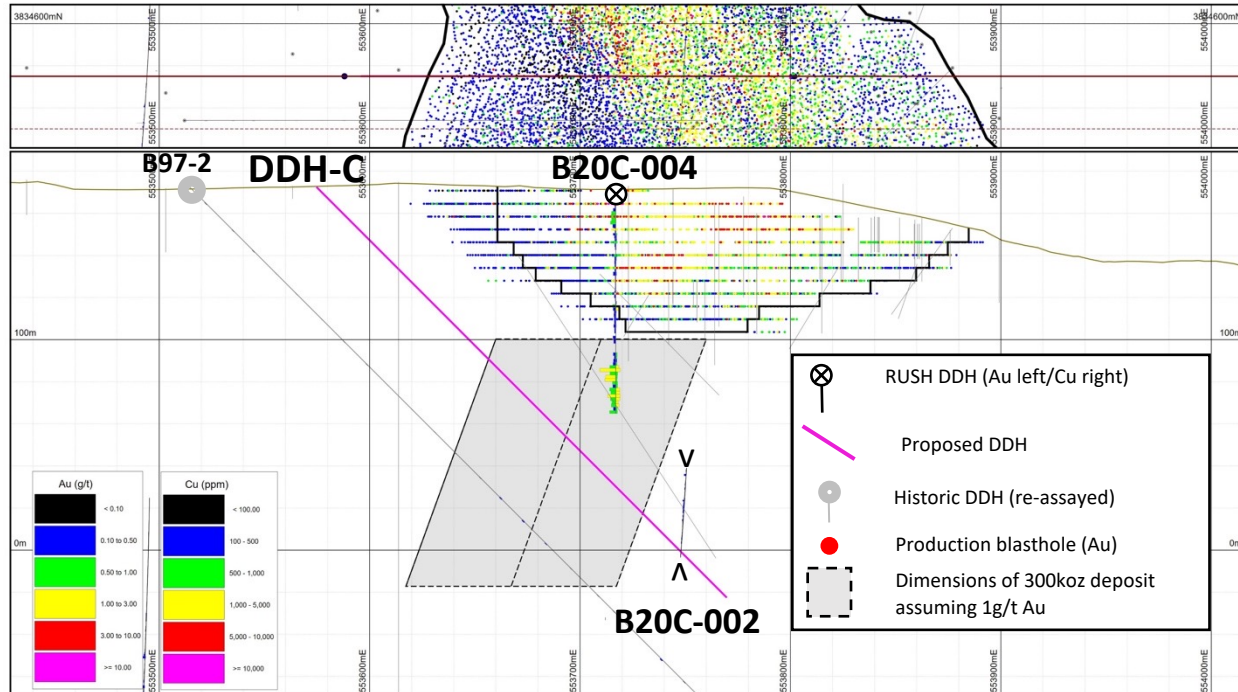 3834600mN
3834600mN
553500mE
553600mE
553700mE
553800mE
553900mE
554000mE
553500mE
553600mE
553700mE
553800mE
553900mE
554000mE
B97-2
DDH-C
B20C-004
553500mE
553600mE
553700mE
553800mE
553900mE
554000mE
100m
100m
RUSH DDH (Au left/Cu right)
Proposed DDH
Historic DDH (re-assayed)
Production blasthole (Au)
Dimensions of 300koz deposit
assuming 1g/t Au
V
Λ
0m
0m
B20C-002
Au (g/t)
< 0.10
0.10 to 0.50
0.50 to 1.00
1.00 to 3.00
3.00 to 10.00
>= 10.00
Cu (ppm)
< 100.00
100 - 500
500 - 1,000
1,000 - 5,000
5,000 - 10,000
>= 10,000
553500mE
553600mE
553700mE
553800mE
553900mE
554000mE